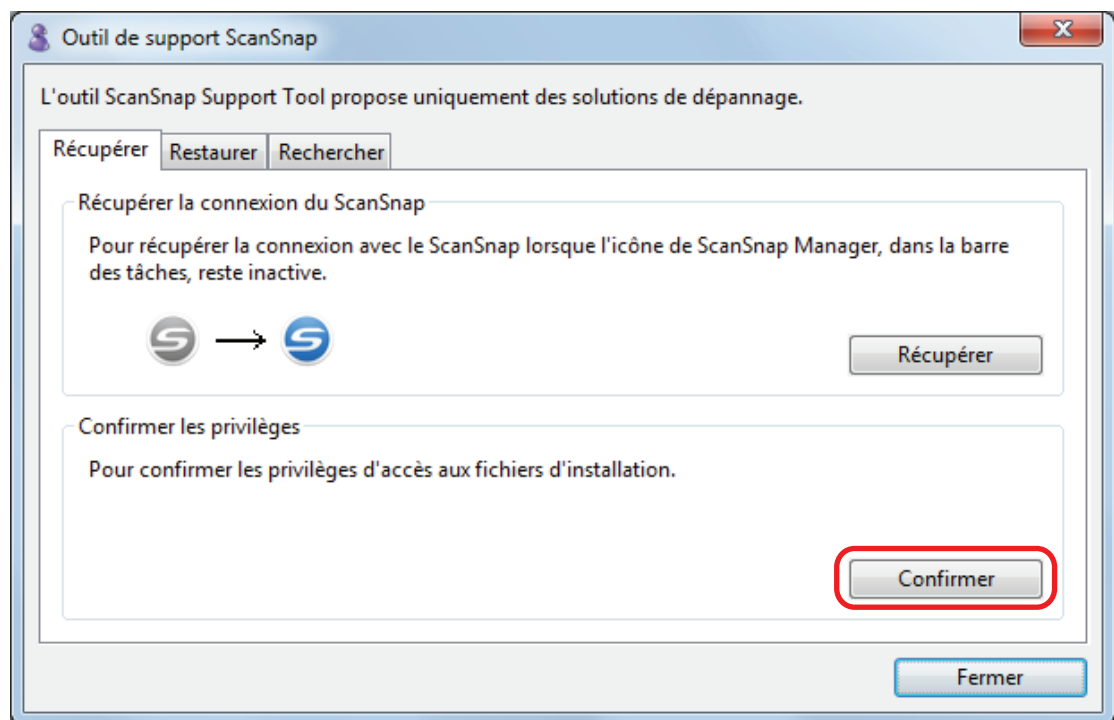 Outil de support ScanSnap
L'outil ScanSnap Support Tool propose uniquement des solutions de dépannage.
Récupérer Restaurer Rechercher
Récupérer la connexion du ScanSnap
Pour récupérer la connexion avec le ScanSnap lorsque l'icône de ScanSnap Manager, dans la barre
des tâches, reste inactive.
Récupérer
Confirmer les privilèges
Pour confirmer les privilèges d'accès aux fichiers d'installation.
Confirmer
Fermer